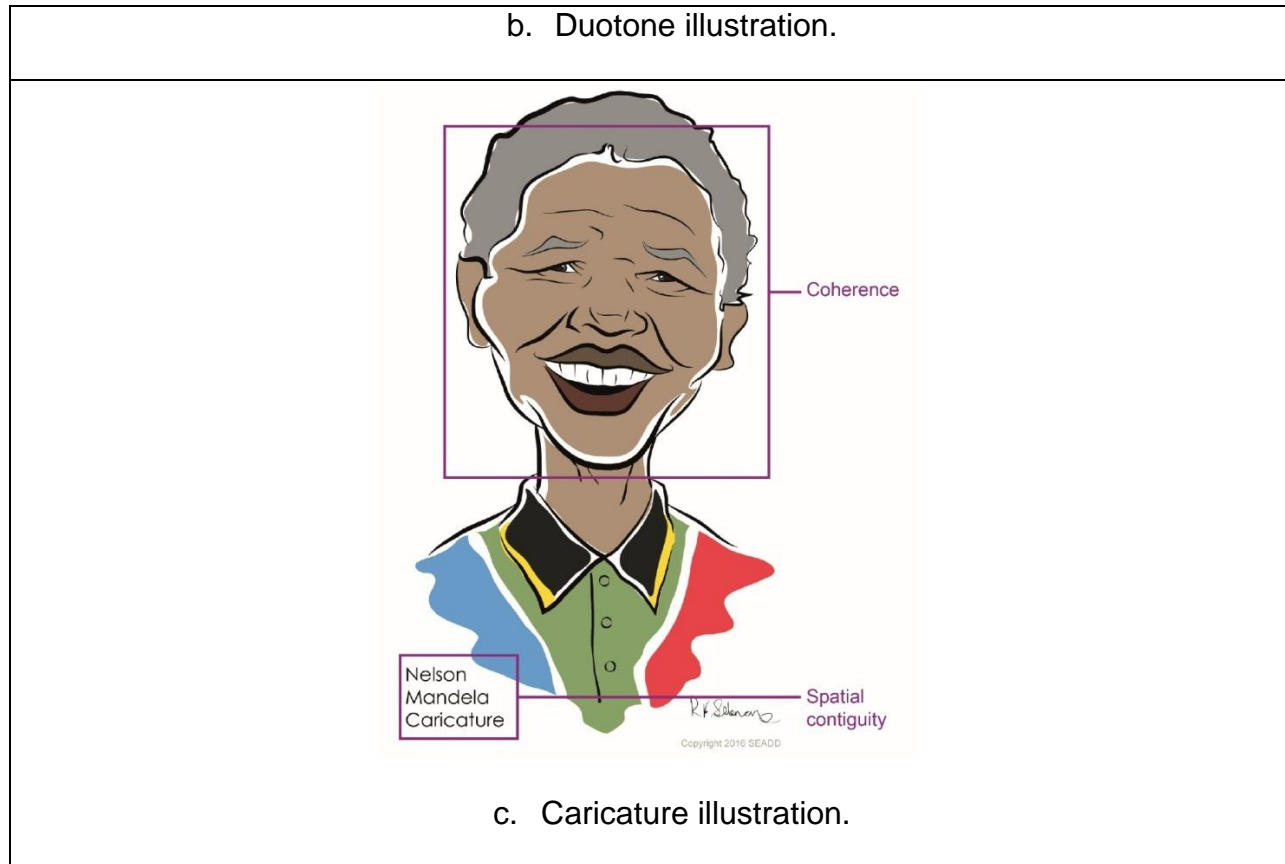 b. Duotone illustration.
Coherence
Nelson
Mandela
Caricature
Spatial
contiguity
Copyright 2016 SEADD
c. Caricature illustration.